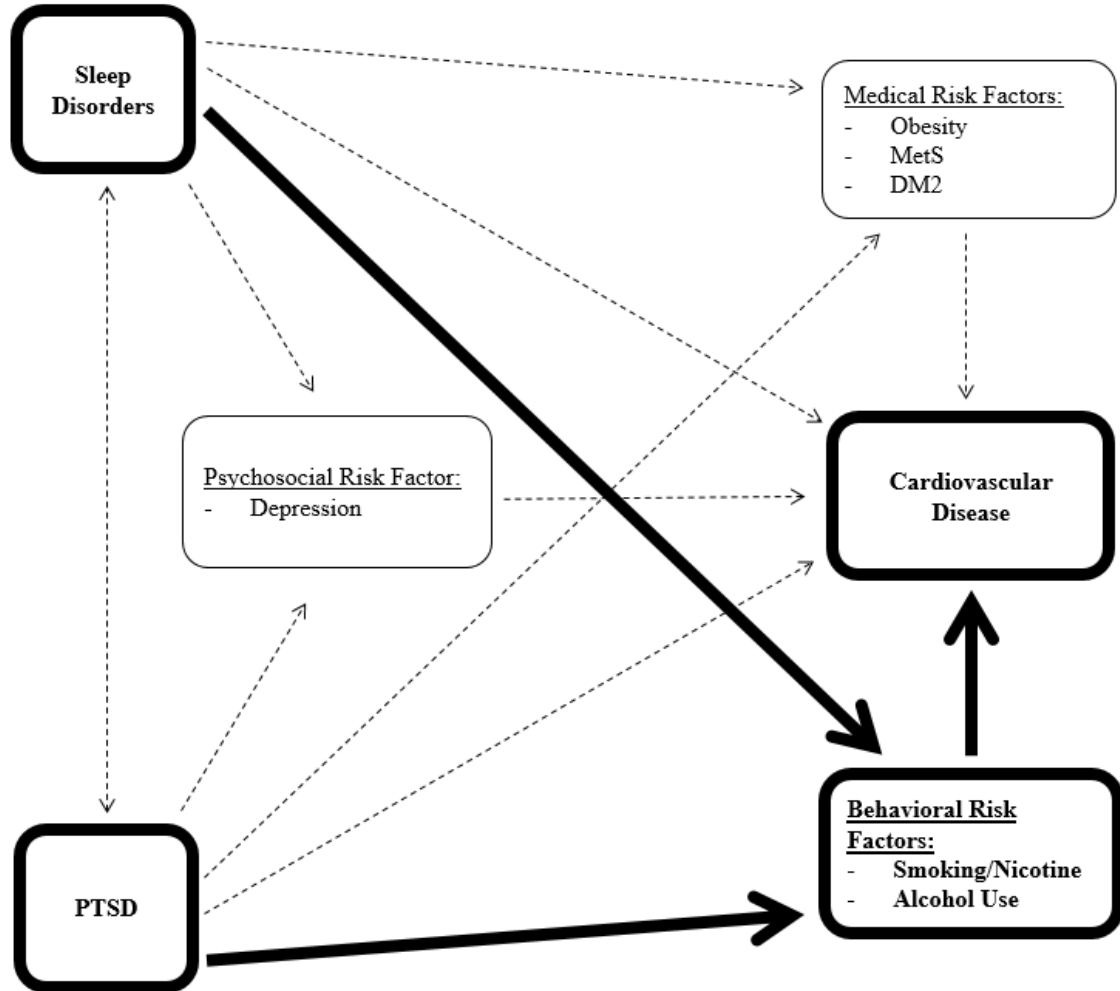 Sleep
Disorders
Medical Risk Factors:
- Obesity
- MetS
- DM2
Psychosocial Risk Factor:
- Depression
Cardiovascular
Disease
PTSD
Behavioral Risk
Factors:
- Smoking/Nicotine
- Alcohol Use